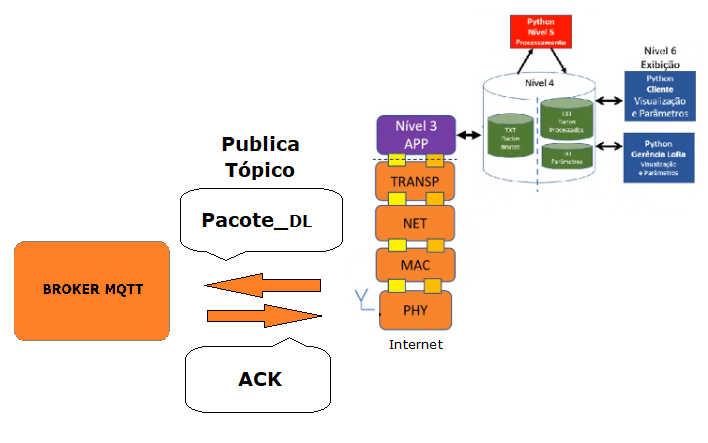 Python
Nível 5
Processamento
Nível 6
Exibição
Nível 4
Python
Cliente
Visualização
e Parâmetros
TXT
Dados
Processados
TXT
Dados
Brutos
Nível 3
APP
Python
Gerência LoRa
Visualização
e Parâmetros
TXT
Parâmetros
Publica
Tópico
TRANSP
Pacote_DL
NET
MAC
BROKER MQTT
PHY
Internet
ACK